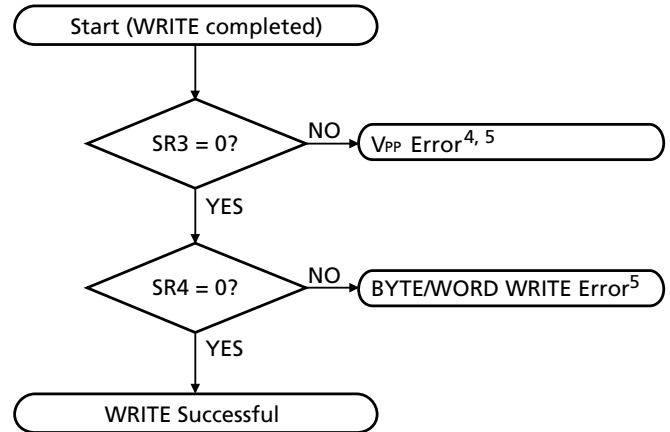 Start (WRITE completed)
SR3 = 0?
NO
VPP Error4, 5
YES
SR4 = 0?
NO
BYTE/WORD WRITE Error5
YES
WRITE Successful